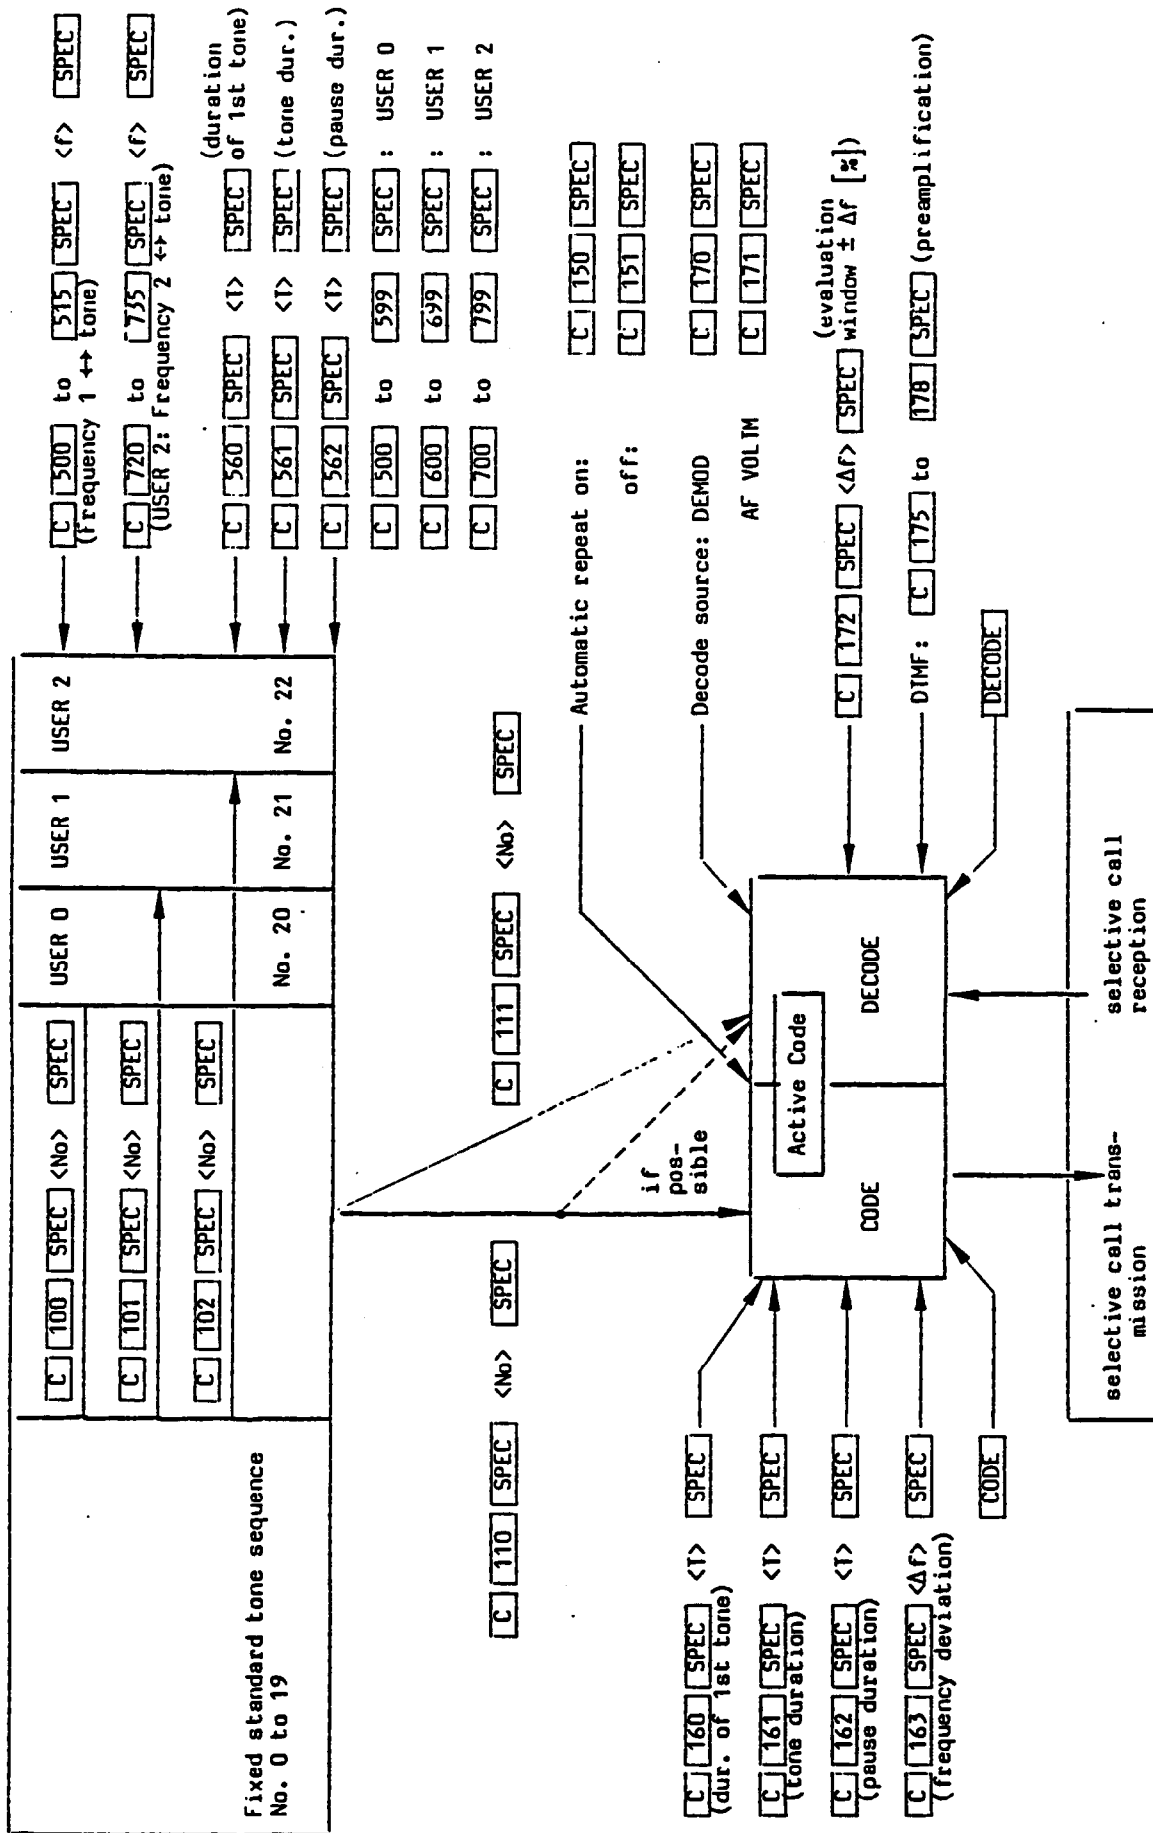 Fixed standard tone sequence
No. 0 to 19
C 100 SPEC <No> SPEC
C 101 SPEC <No> SPEC
C 102 SPEC <No> SPEC
USER 0
No. 20
USER 1
No. 21
USER 2
No. 22
C 500 to 515 SPEC <f> SPEC
(Frequency 1 ↔ tone)
C 720 to 735 SPEC <f> SPEC
(USER 2: Frequency 2 ↔ tone)
C 560 SPEC <T> SPEC (duration
of 1st tone)
C 561 SPEC <T> SPEC (tone dur.)
C 562 SPEC <T> SPEC (pause dur.)
C 500 to 599 SPEC : USER 0
C 600 to 699 SPEC : USER 1
C 700 to 799 SPEC : USER 2
C 110 SPEC <No> SPEC
C 111 SPEC <No> SPEC
if
pos-
sible
Automatic repeat on: C 150 SPEC
off: C 151 SPEC
Decode source: DEMOD C 170 SPEC
AF VOLTM C 171 SPEC
C 172 SPEC <Δf> SPEC (evaluation
window ± Δf [%])
DTMF: C 175 to 178 SPEC (preamplification)
DECODE
C 160 SPEC <T> SPEC
(dur. of 1st tone)
C 161 SPEC <T> SPEC
(tone duration)
C 162 SPEC <T> SPEC
(pause duration)
C 163 SPEC <Δf> SPEC
(frequency deviation)
CODE
Active Code
CODE
DECODE
selective call trans-
mission
selective call
reception